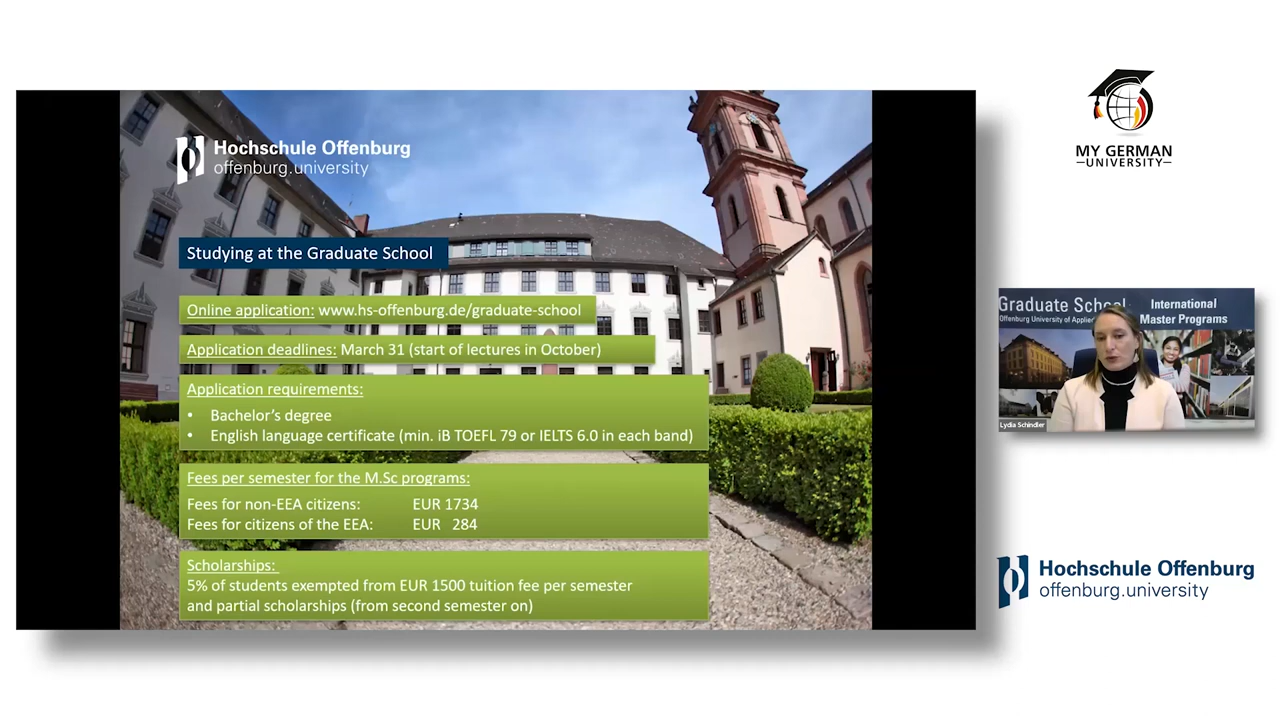 Hochschule Offenburg
offenburg.university
Studying at the Graduate School
Online application: www.hs-offenburg.de/graduate-school
Application deadlines: March 31 (start of lectures in October)
Application requirements:
• Bachelor's degree
• English language certificate (min. iB TOEFL 79 or IELTS 6.0 in each band)
Fees per semester for the M.Sc programs:
Fees for non-EEA citizens: EUR 1734
Fees for citizens of the EEA: EUR 284
Scholarships:
5% of students exempted from EUR 1500 tuition fee per semester
and partial scholarships (from second semester on)
MY GERMAN
UNIVERSITY
Graduate School
Offenburg University of Applie
International
Master Programs
Lydia Schindler
Hochschule Offenburg
offenburg.university